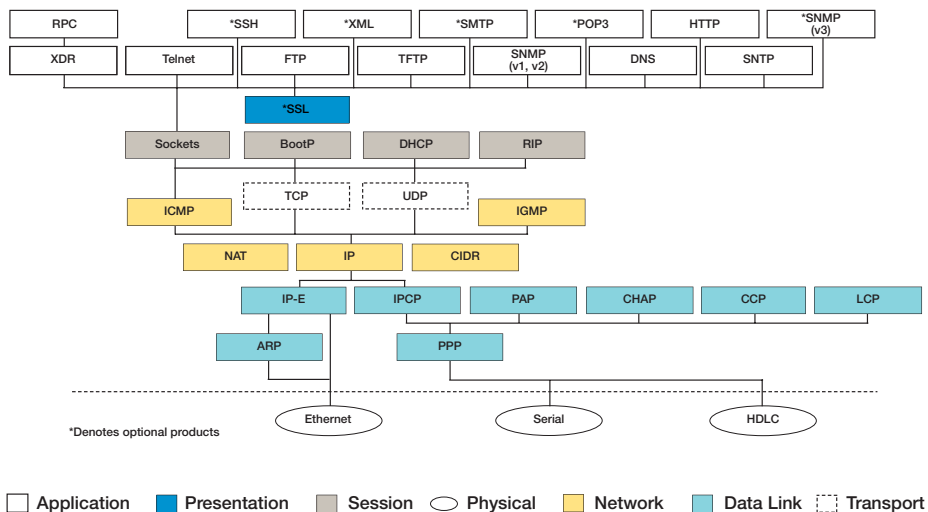 RPC
*SSH
*XML
*SMTP
*POP3
HTTP
*SNMP
(v3)
XDR
Telnet
FTP
TFTP
SNMP
(v1, v2)
DNS
SNTP
*SSL
Sockets
BootP
DHCP
RIP
TCP
UDP
ICMP
IGMP
NAT
IP
CIDR
IP-E
IPCP
PAP
CHAP
CCP
LCP
ARP
PPP
Ethernet
Serial
HDLC
*Denotes optional products
Application
Presentation
Session
Physical
Network
Data Link
Transport